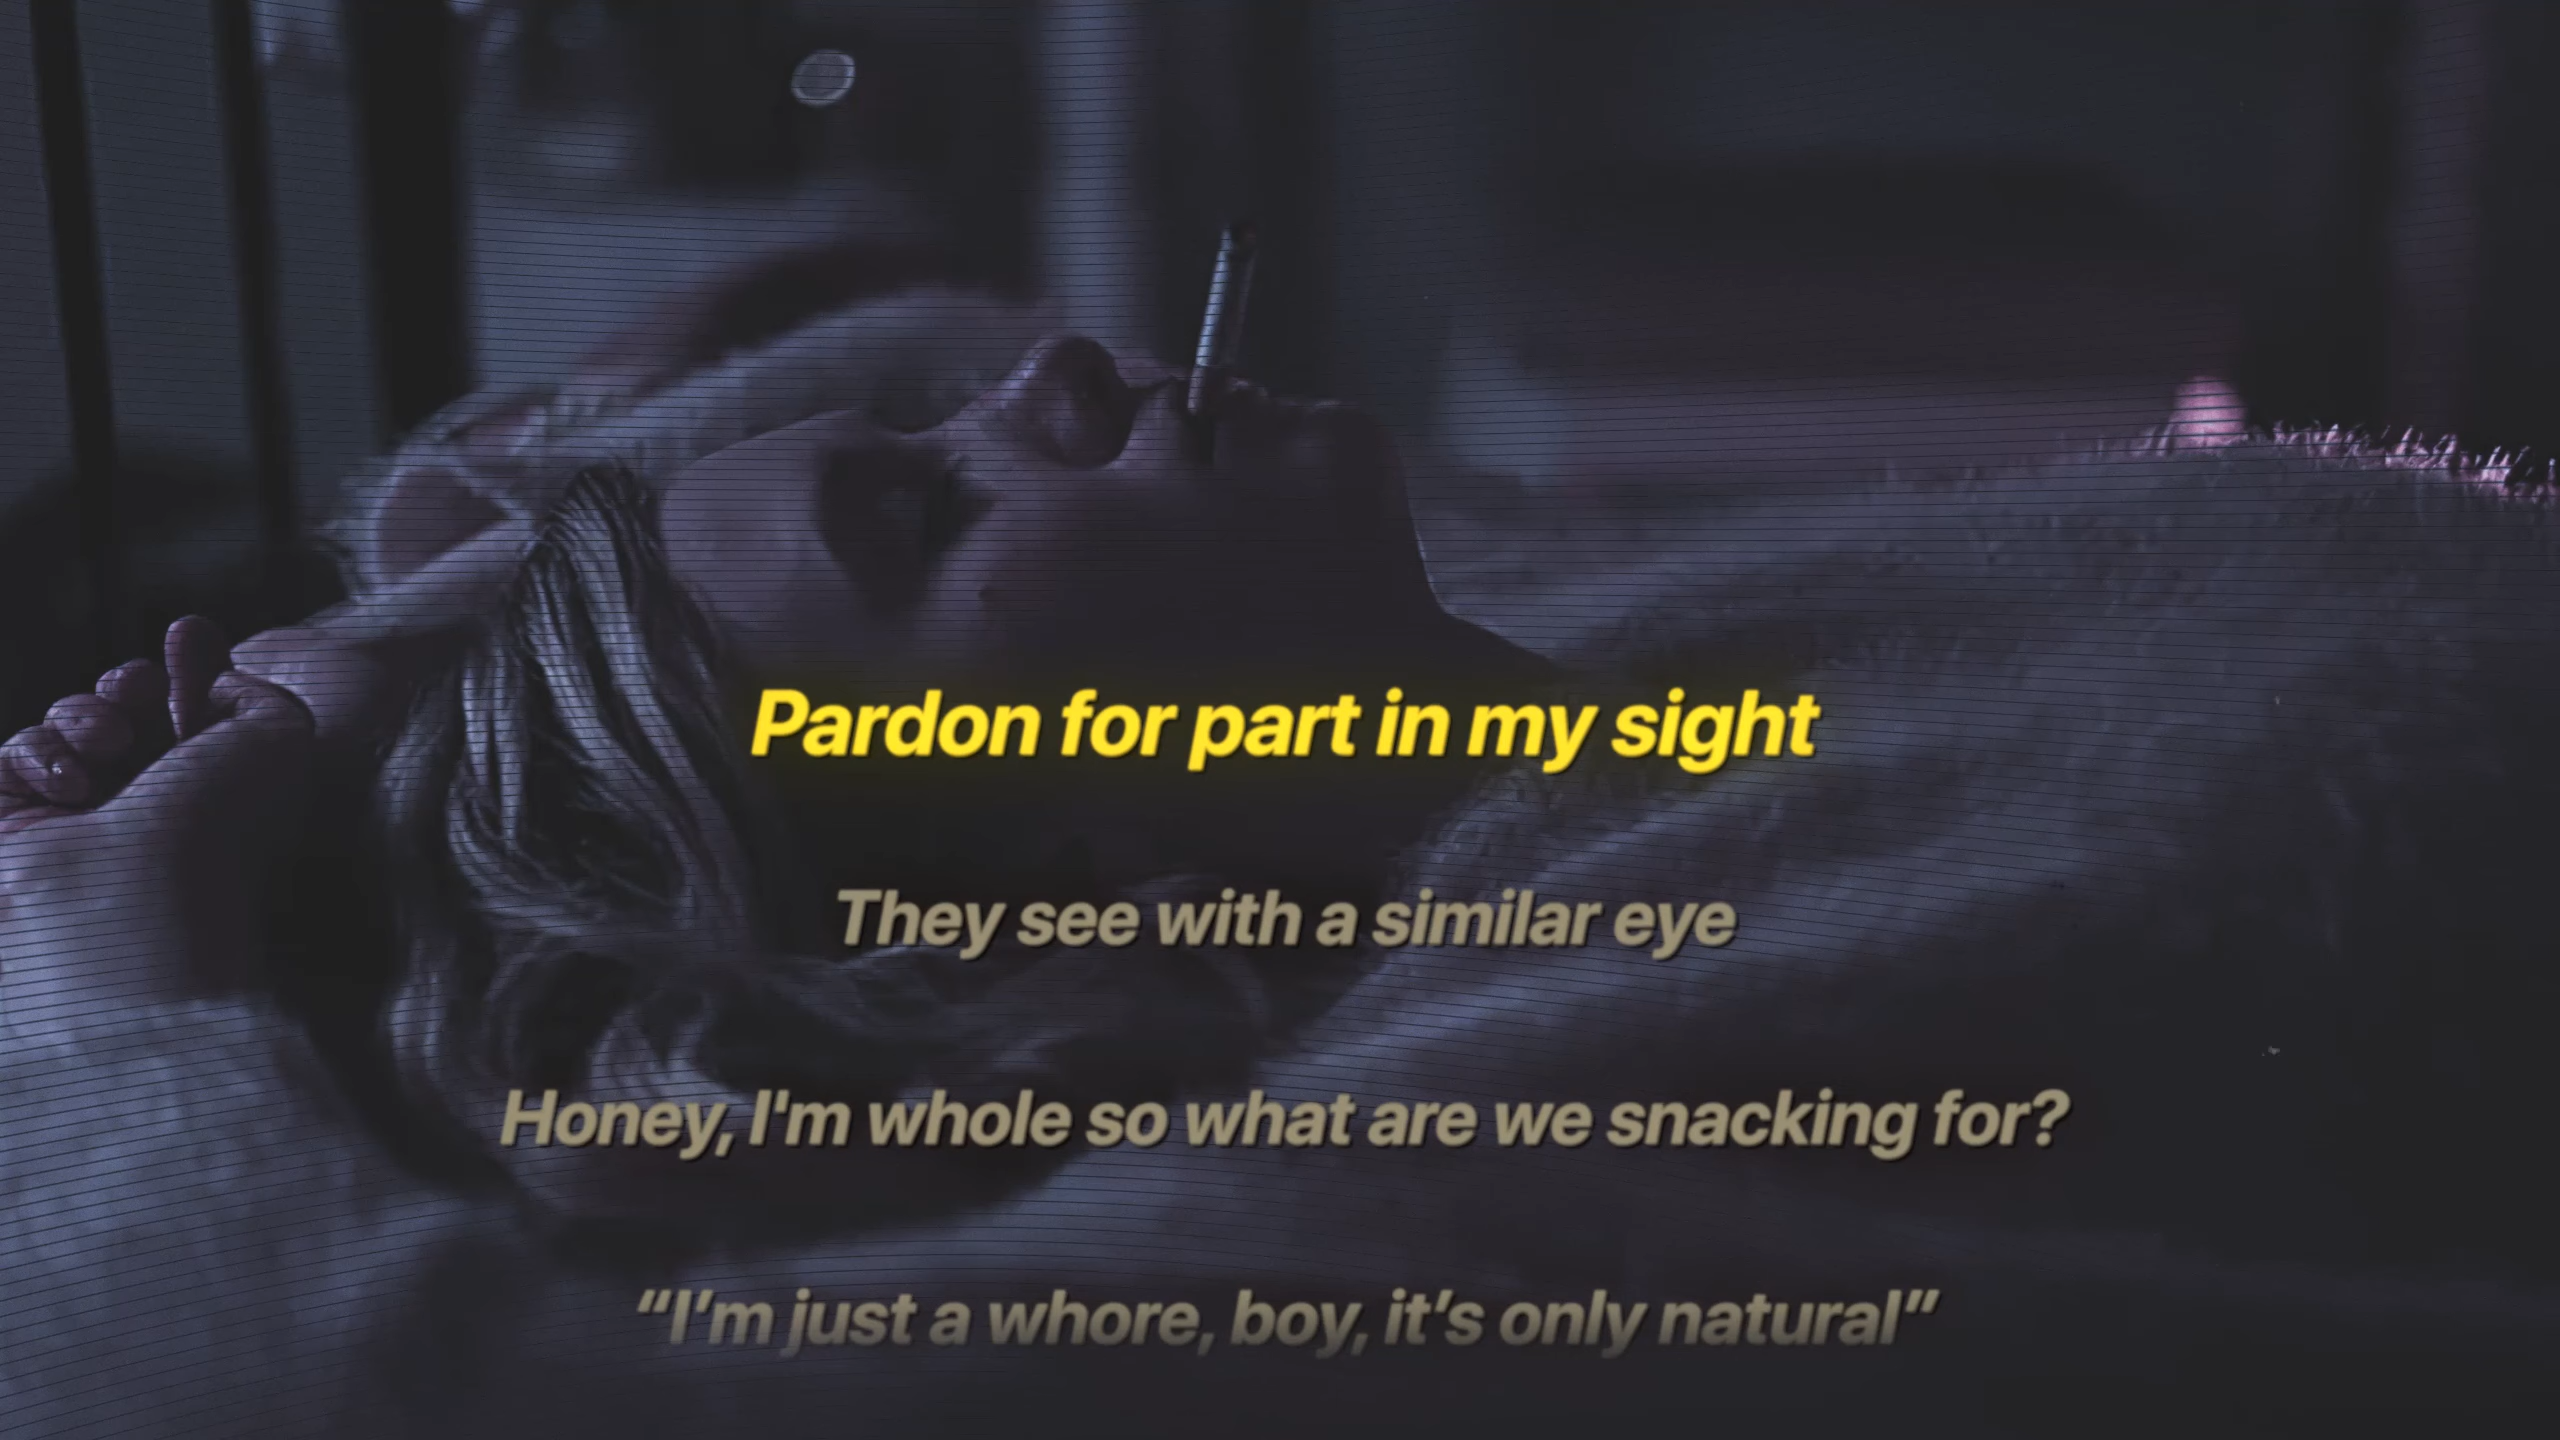 Pardon for part in my sight
They see with a similar eye
Honey, I'm whole so what are we snacking for?
“I’m just a whore, boy, it’s only natural”